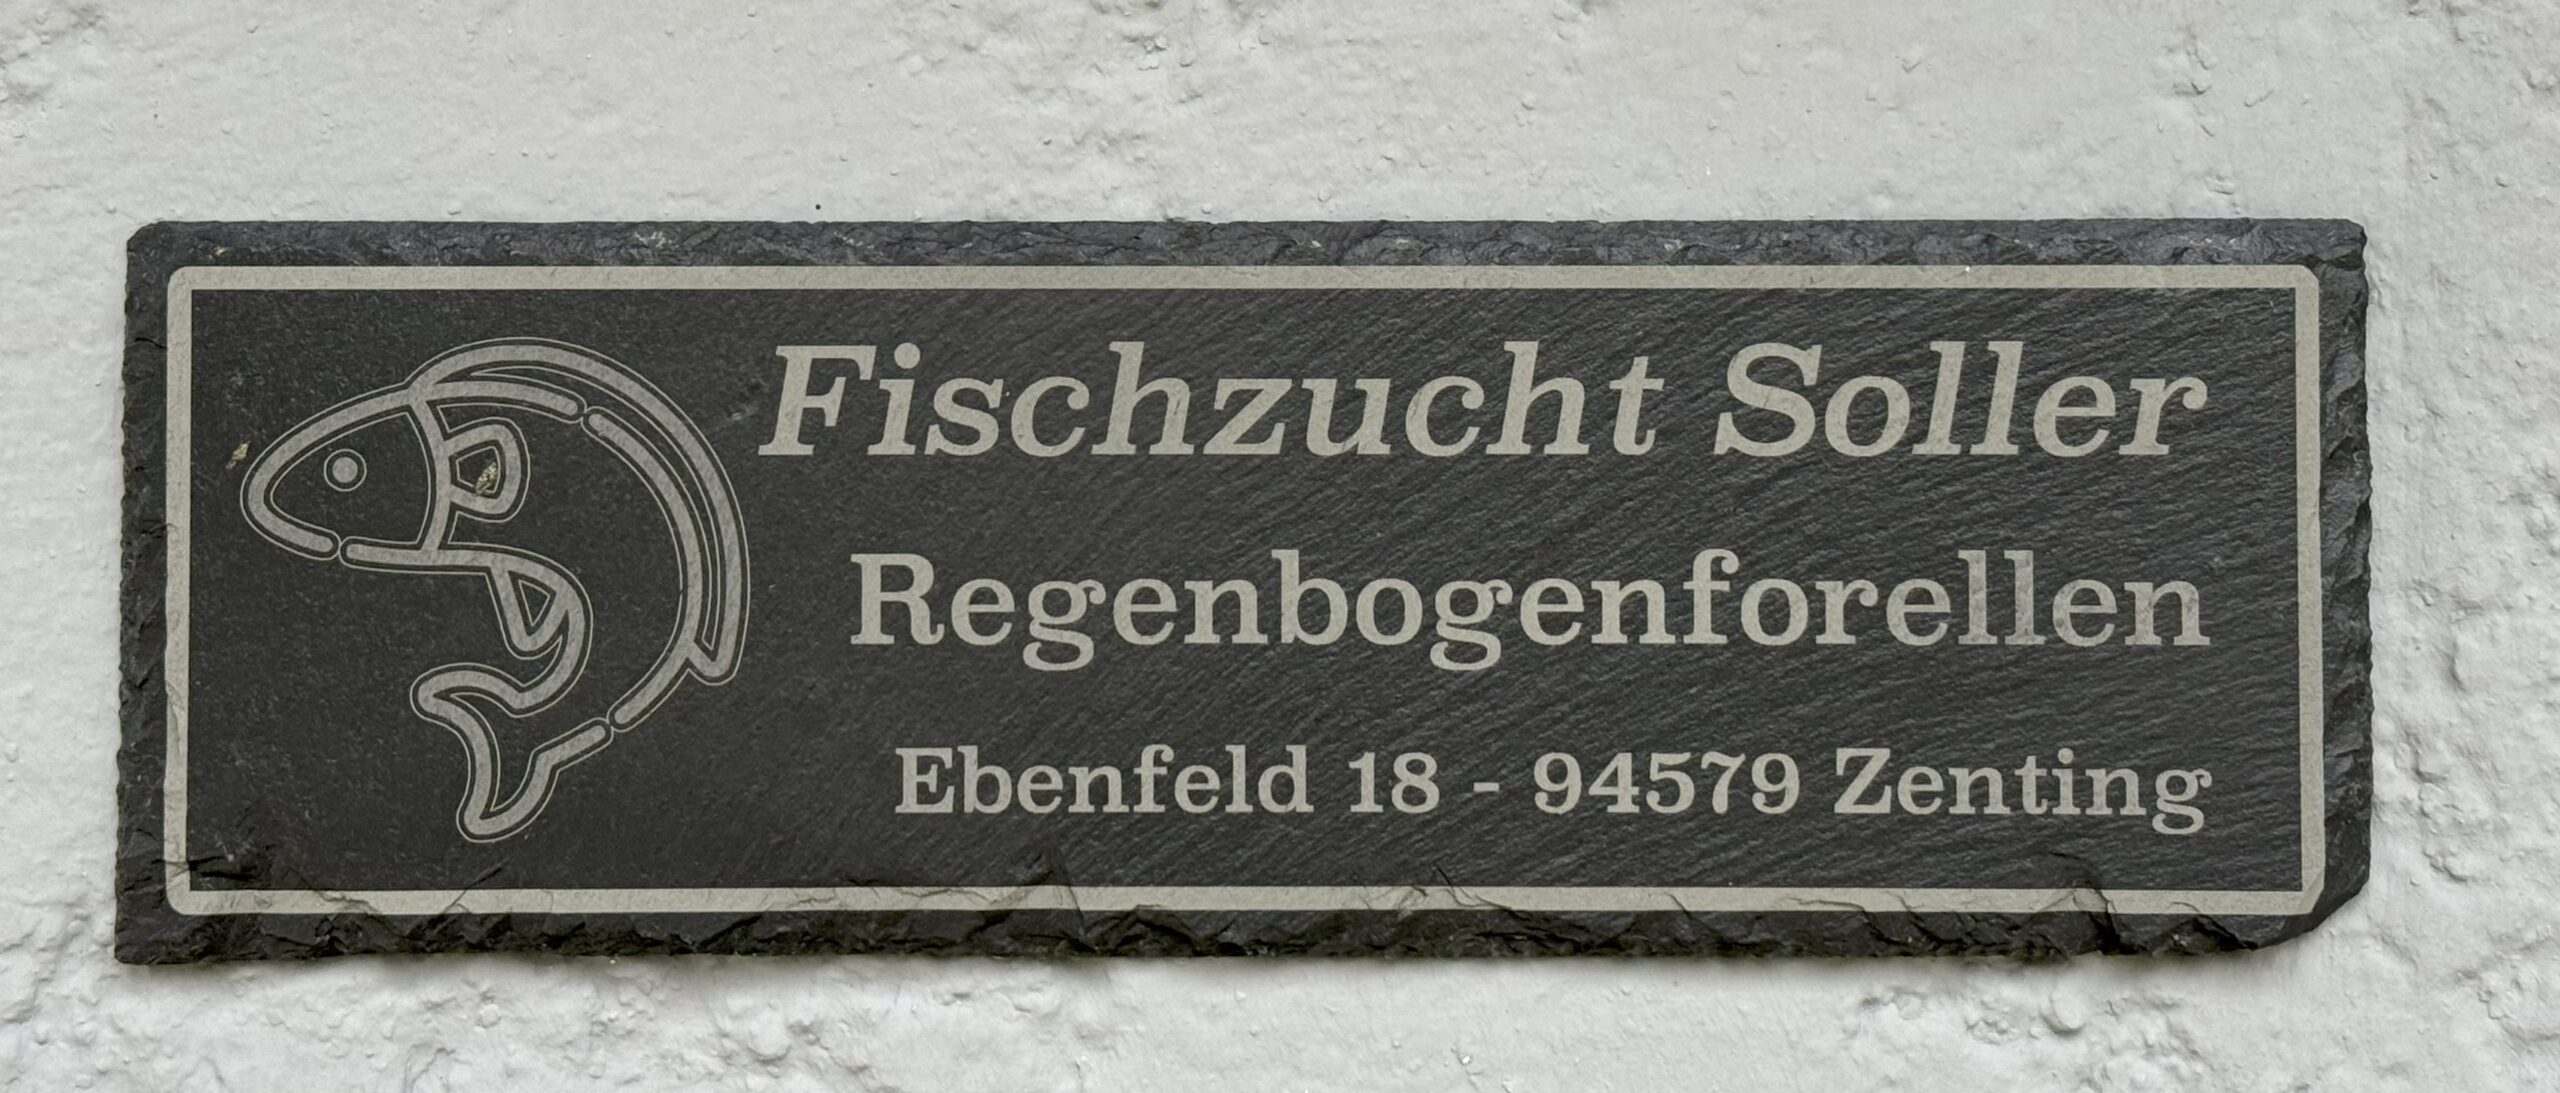 Fischzucht Soller
Regenbogenforellen
Ebenfeld 18 - 94579 Zenting